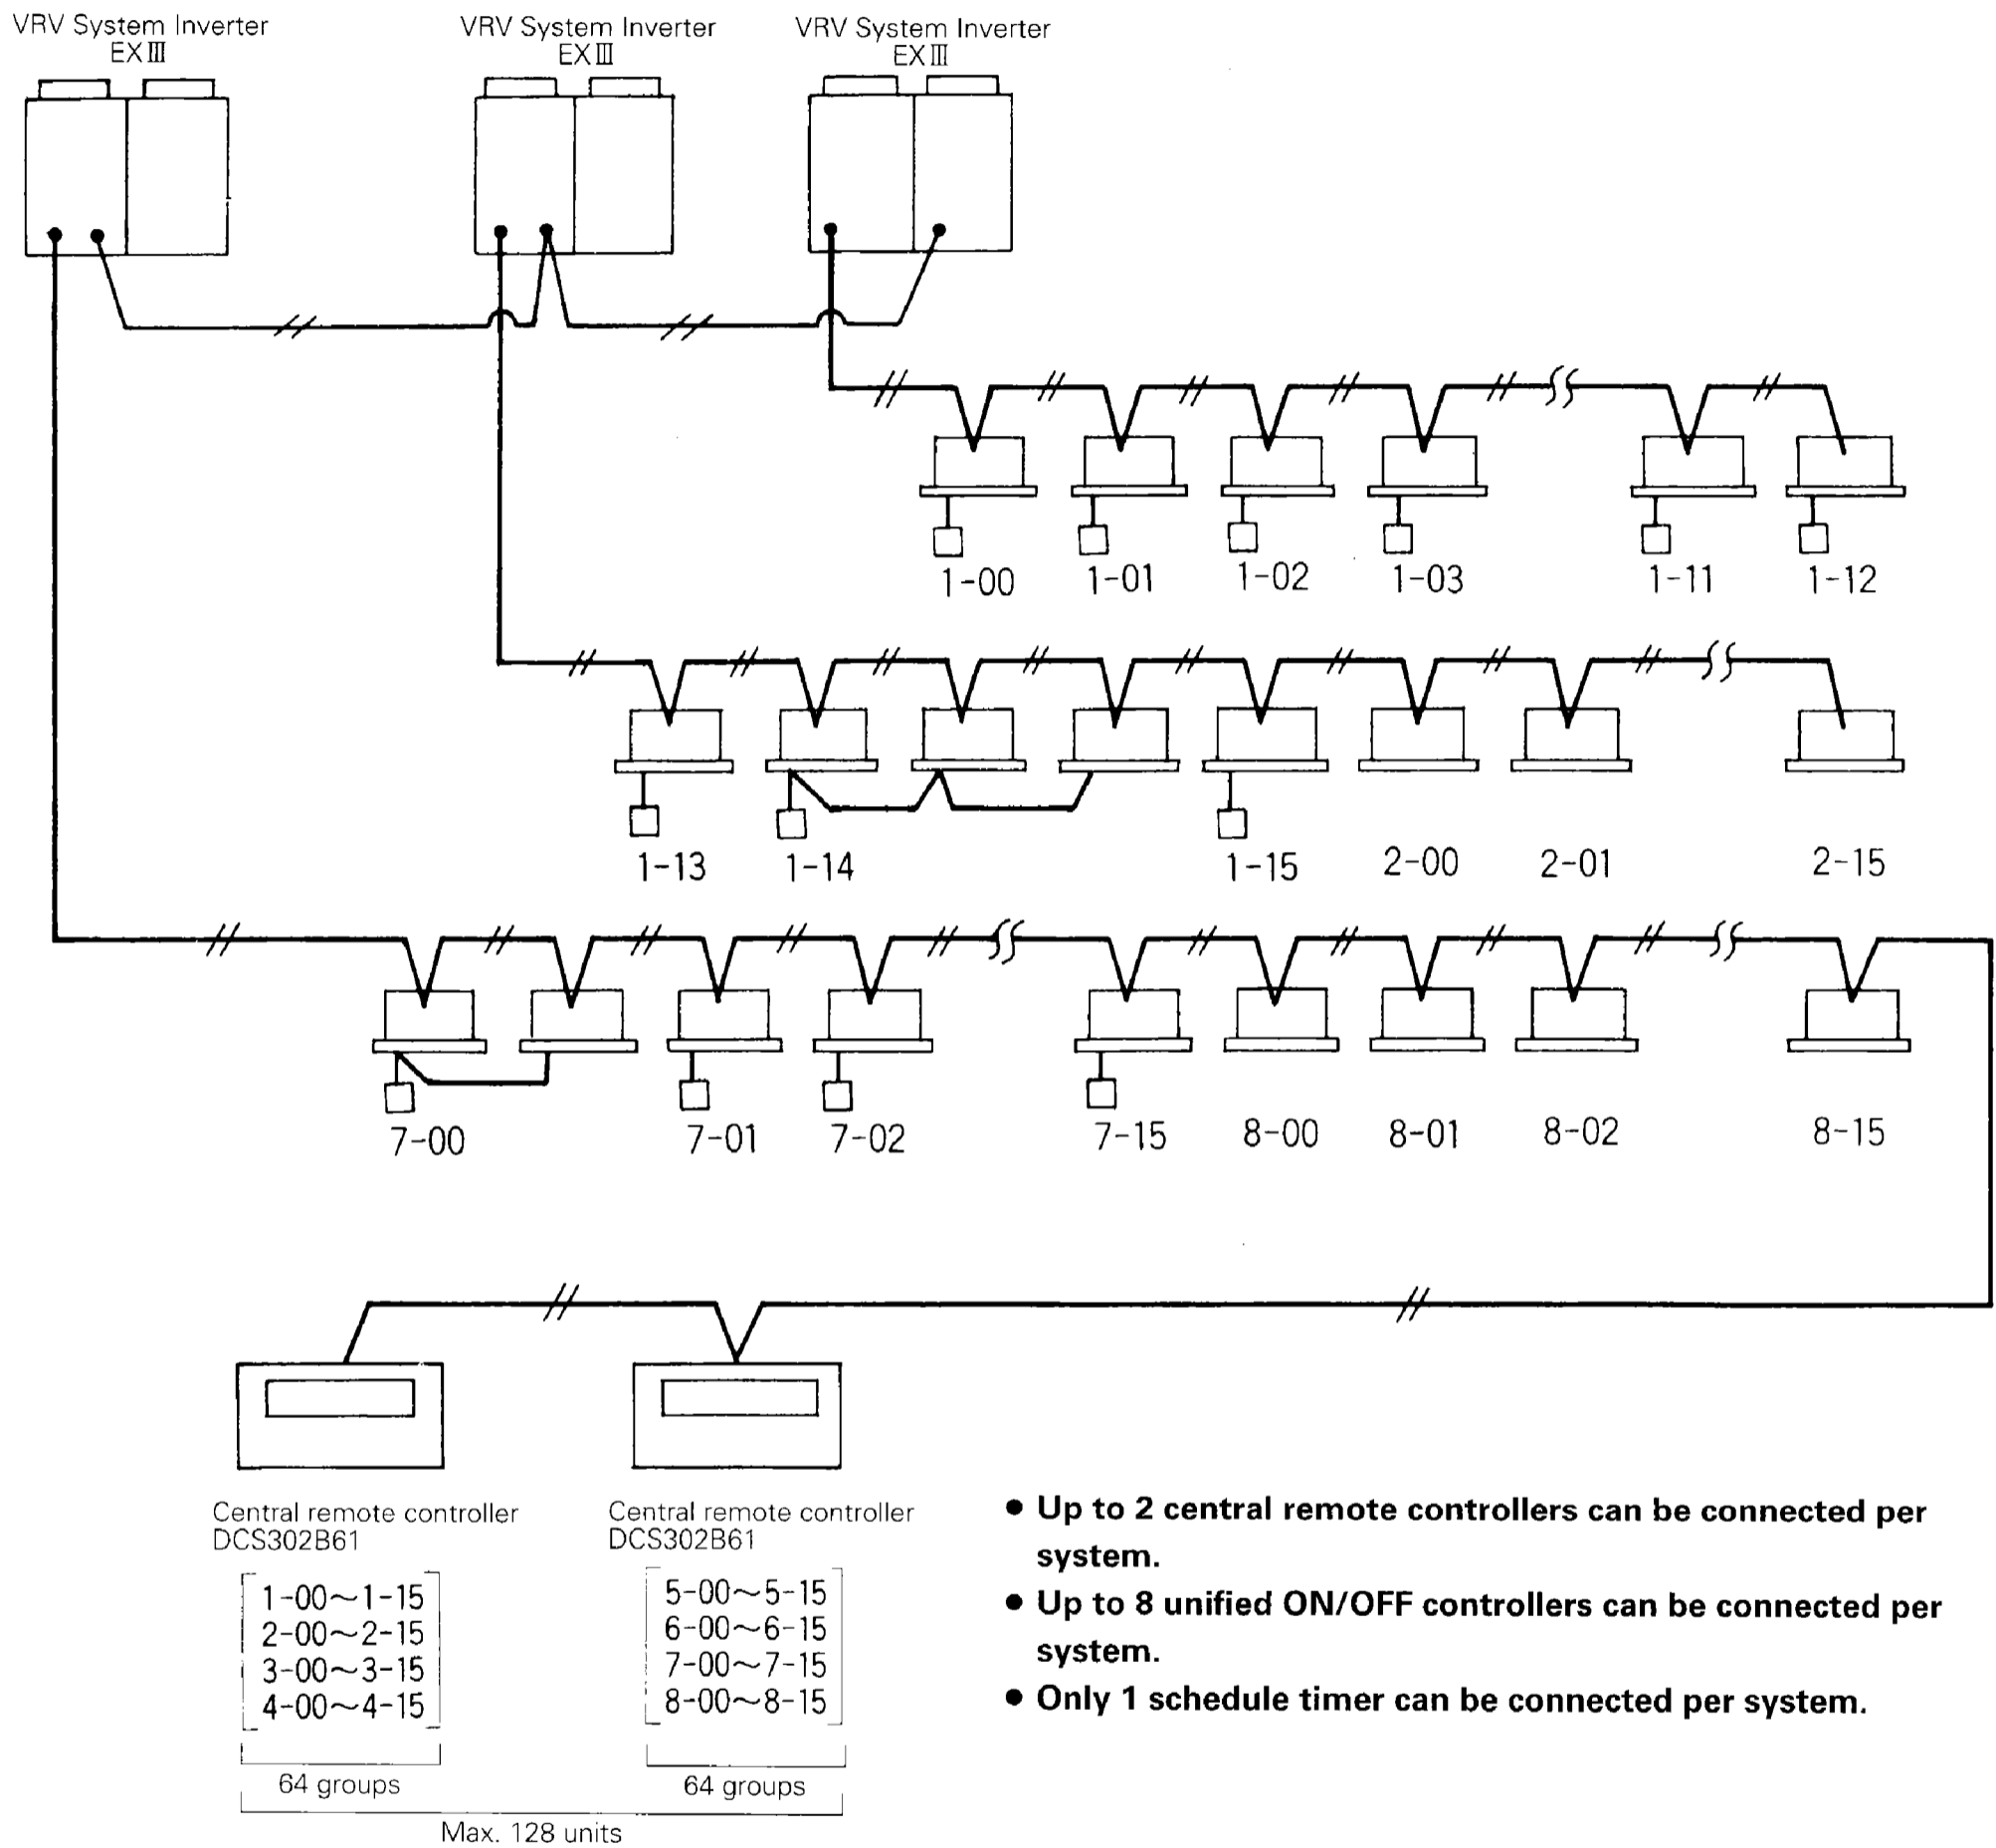 VRV System Inverter
EXⅢ
VRV System Inverter
EXⅢ
VRV System Inverter
EXⅢ
1-00 1-01 1-02 1-03 1-11 1-12
1-13 1-14 1-15 2-00 2-01 2-15
7-00 7-01 7-02 7-15 8-00 8-01 8-02 8-15
Central remote controller
DCS302B61
1-00~1-15
2-00~2-15
3-00~3-15
4-00~4-15
64 groups
Central remote controller
DCS302B61
5-00~5-15
6-00~6-15
7-00~7-15
8-00~8-15
64 groups
Max. 128 units
● Up to 2 central remote controllers can be connected per
system.
● Up to 8 unified ON/OFF controllers can be connected per
system.
● Only 1 schedule timer can be connected per system.